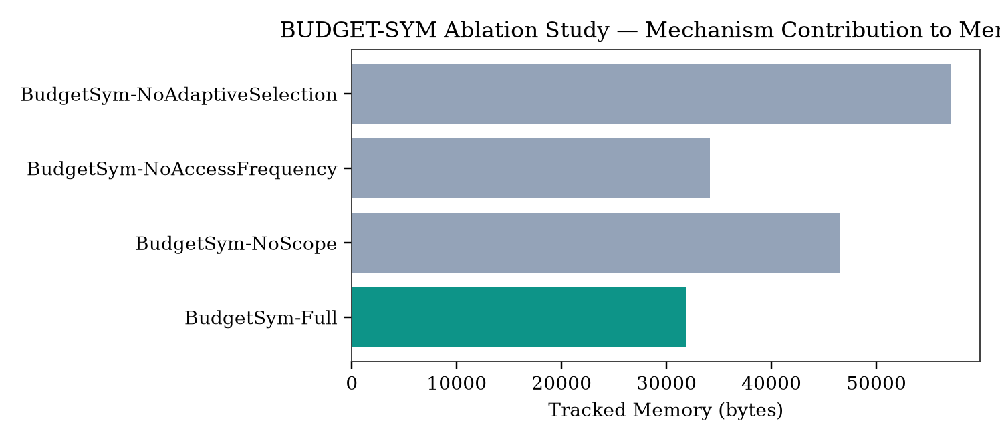 BUDGET-SYM Ablation Study — Mechanism Contribution to
BudgetSym-NoAdaptiveSelection
BudgetSym-NoAccessFrequency
BudgetSym-NoScope
BudgetSym-Full
0 10000 20000 30000 40000 50000
Tracked Memory (bytes)